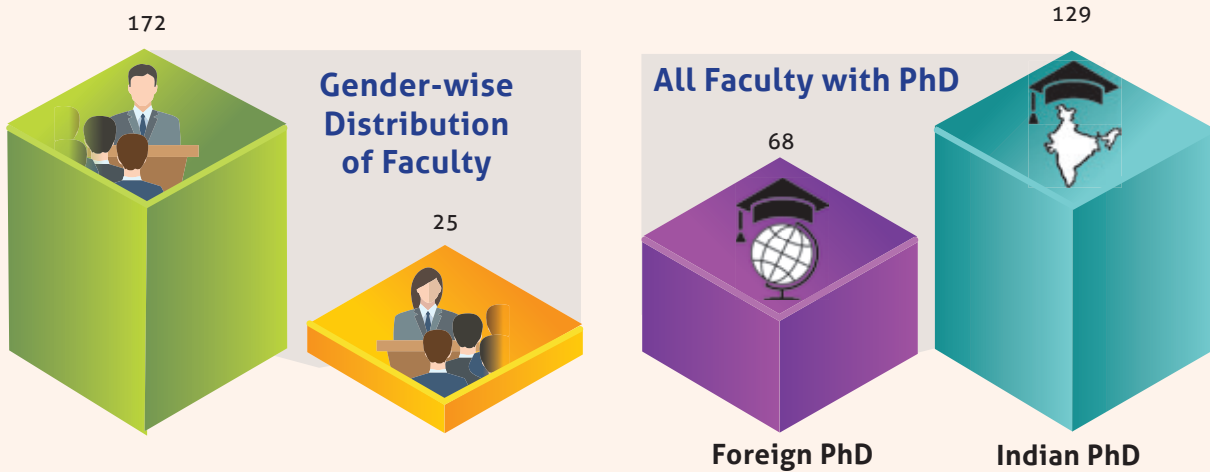 172
Gender-wise
Distribution
of Faculty
25
All Faculty with PhD
68
129
Foreign PhD
Indian PhD